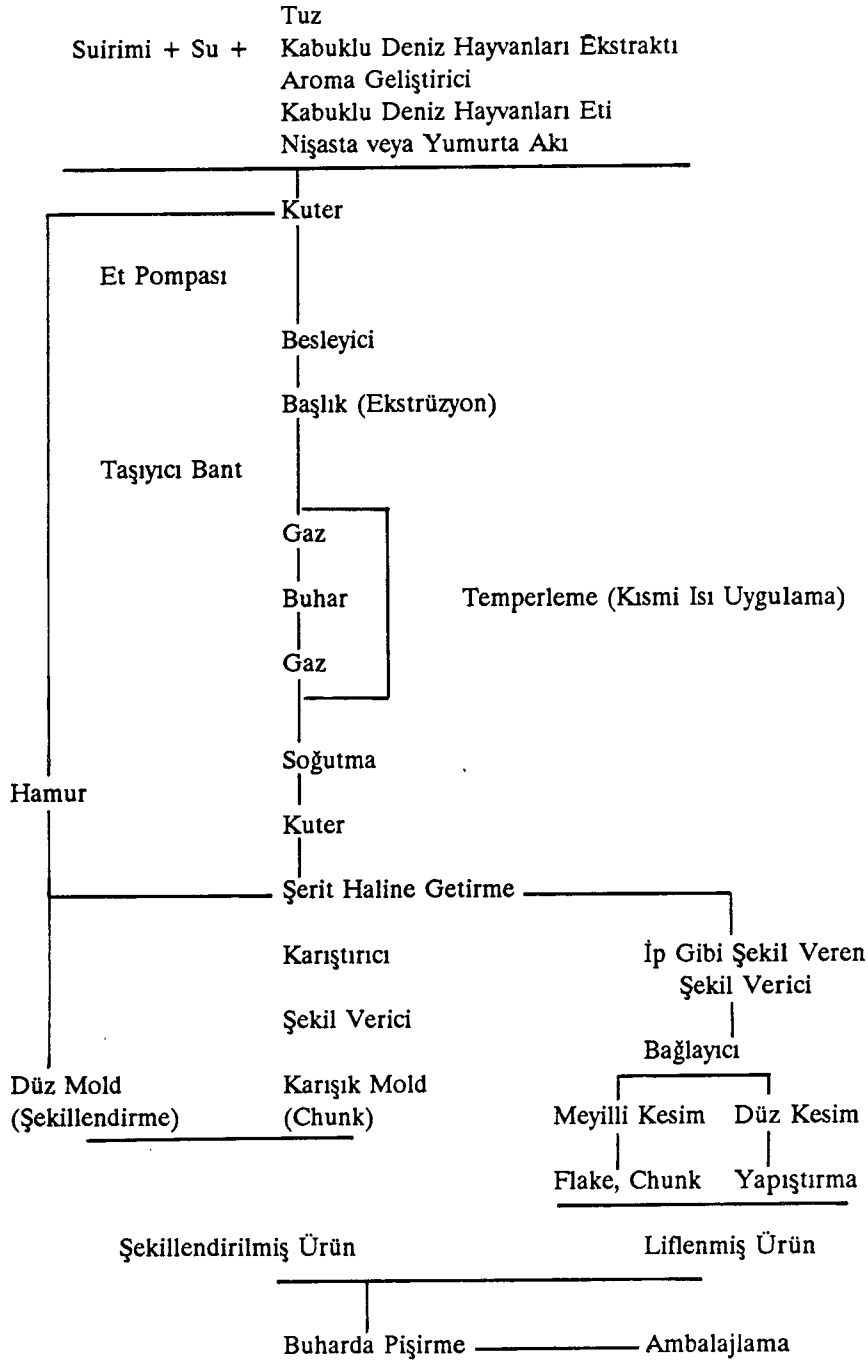 Tuz
Suirimi + Su + Kabuklu Deniz Hayvanları Ekstraktı
Aroma Geliştirici
Kabuklu Deniz Hayvanları Eti
Nişasta veya Yumurta Akı
Kuter
Et Pompası
Besleyici
Başlık (Ekstrüzyon)
Taşıyıcı Bant
Gaz
Buhar Temperleme (Kısmi Isı Uygulama)
Gaz
Soğutma
Hamur
Kuter
Şerit Haline Getirme
Karıştırıcı
Şekil Verici
Karışık Mold
(Chunk)
Düz Mold
(Şekillendirme)
İp Gibi Şekil Veren
Şekil Verici
Bağlayıcı
Meyilli Kesim Düz Kesim
Flake, Chunk Yapıştırma
Şekillendirilmiş Ürün Liflenmiş Ürün
Buharda Pişirme Ambalajlama